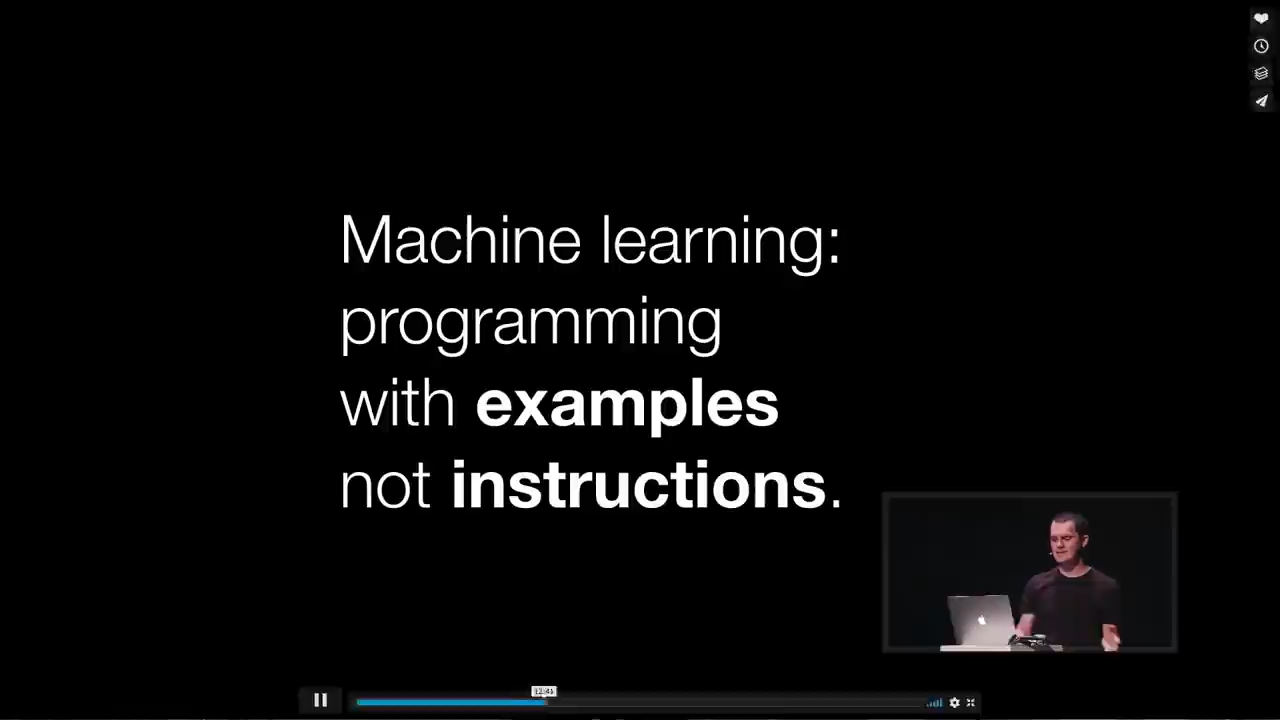 Machine learning:
programming
with examples
not instructions.